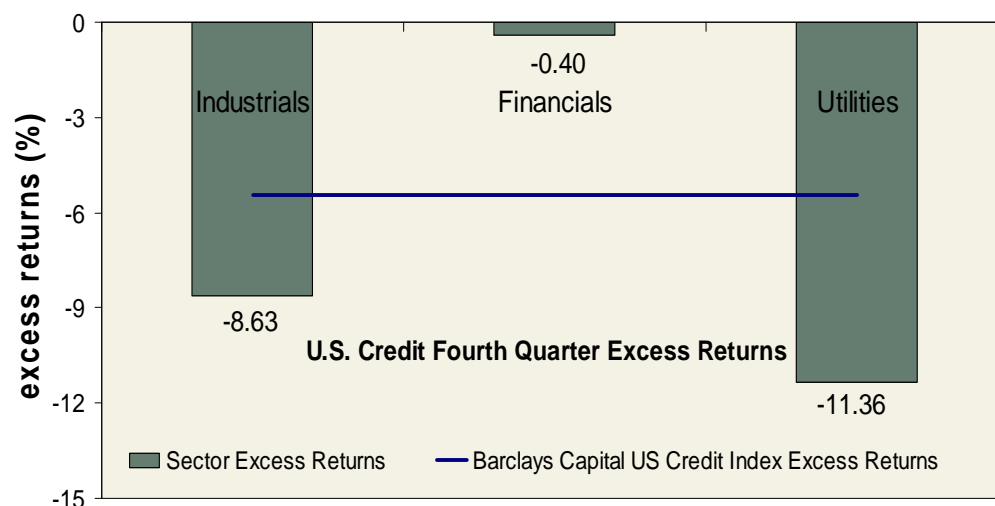 0
-0.40
Industrials Financials Utilities
-3
excess returns (%)
-6
-9
-8.63
U.S. Credit Fourth Quarter Excess Returns
-12
-11.36
Sector Excess Returns Barclays Capital US Credit Index Excess Returns
-15